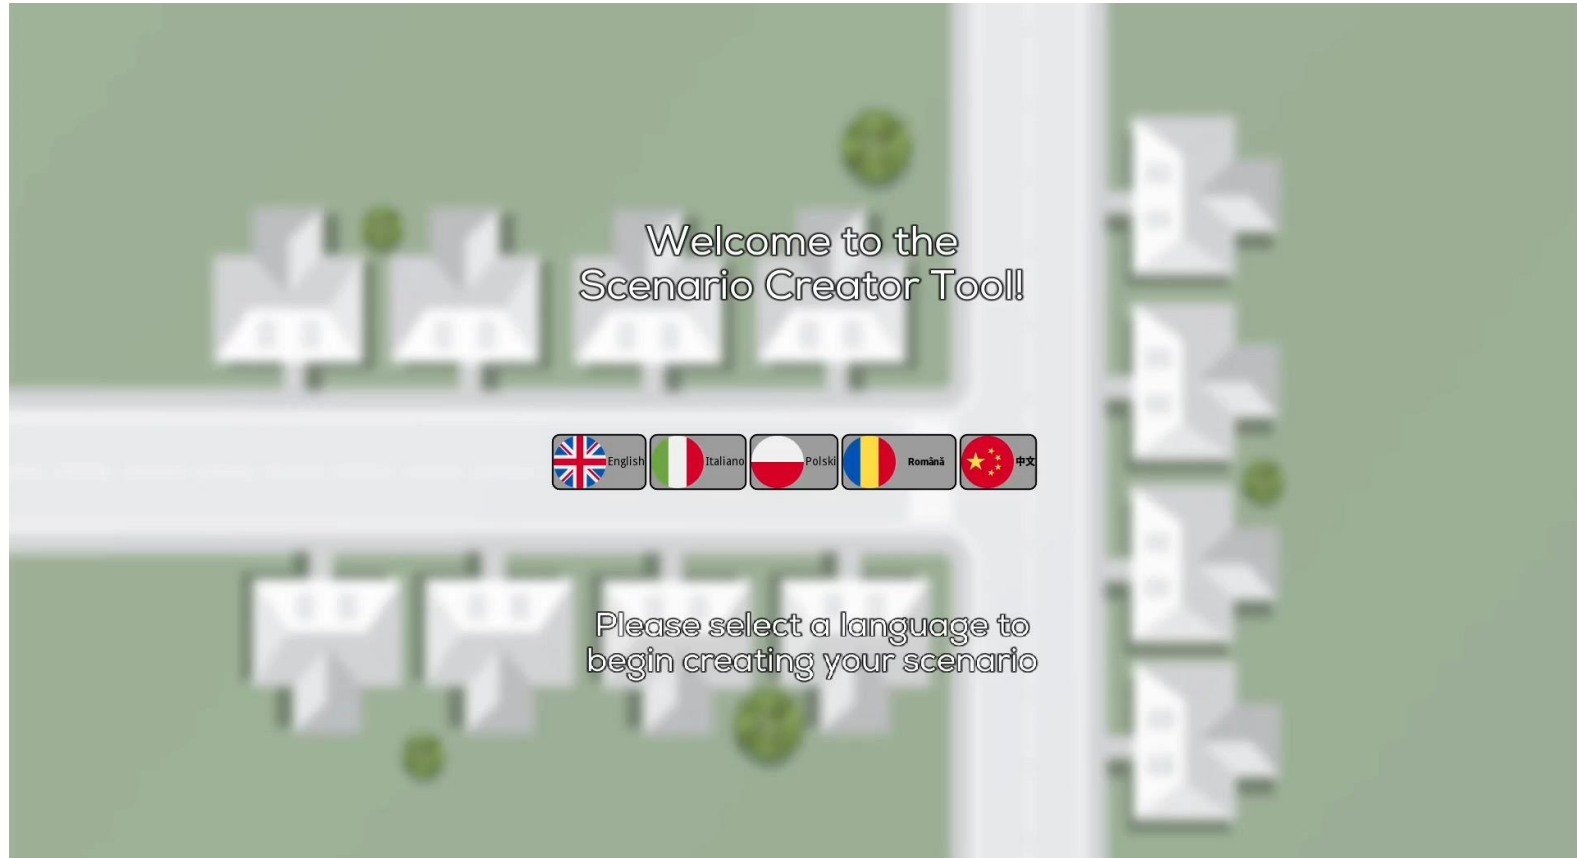 Welcome to the
Scenario Creator Tool!
English Italiano Polski Română 中文
Please select a language to
begin creating your scenario